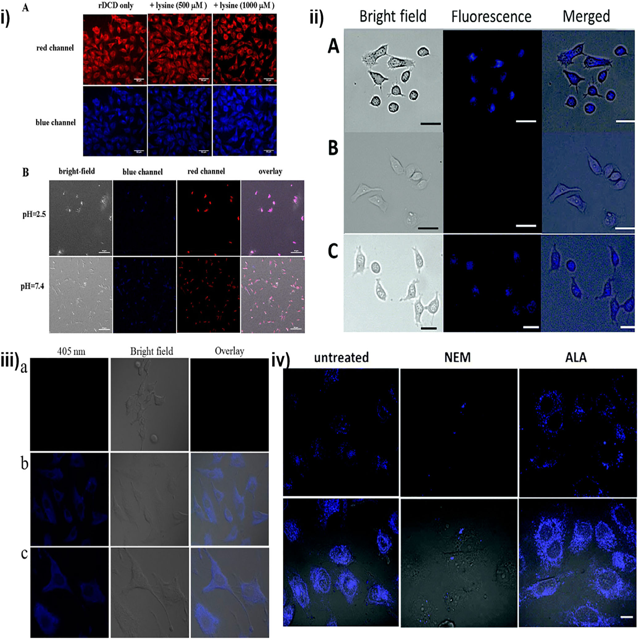 i)
A
rDCD only + lysine (500 µM ) + lysine (1000 µM )
red channel
blue channel
B
bright-field blue channel red channel overlay
pH=2.5
pH=7.4
ii)
Bright field Fluorescence Merged
A
B
C
iii)
405 nm Bright field Overlay
a
b
c
iv)
untreated NEM ALA